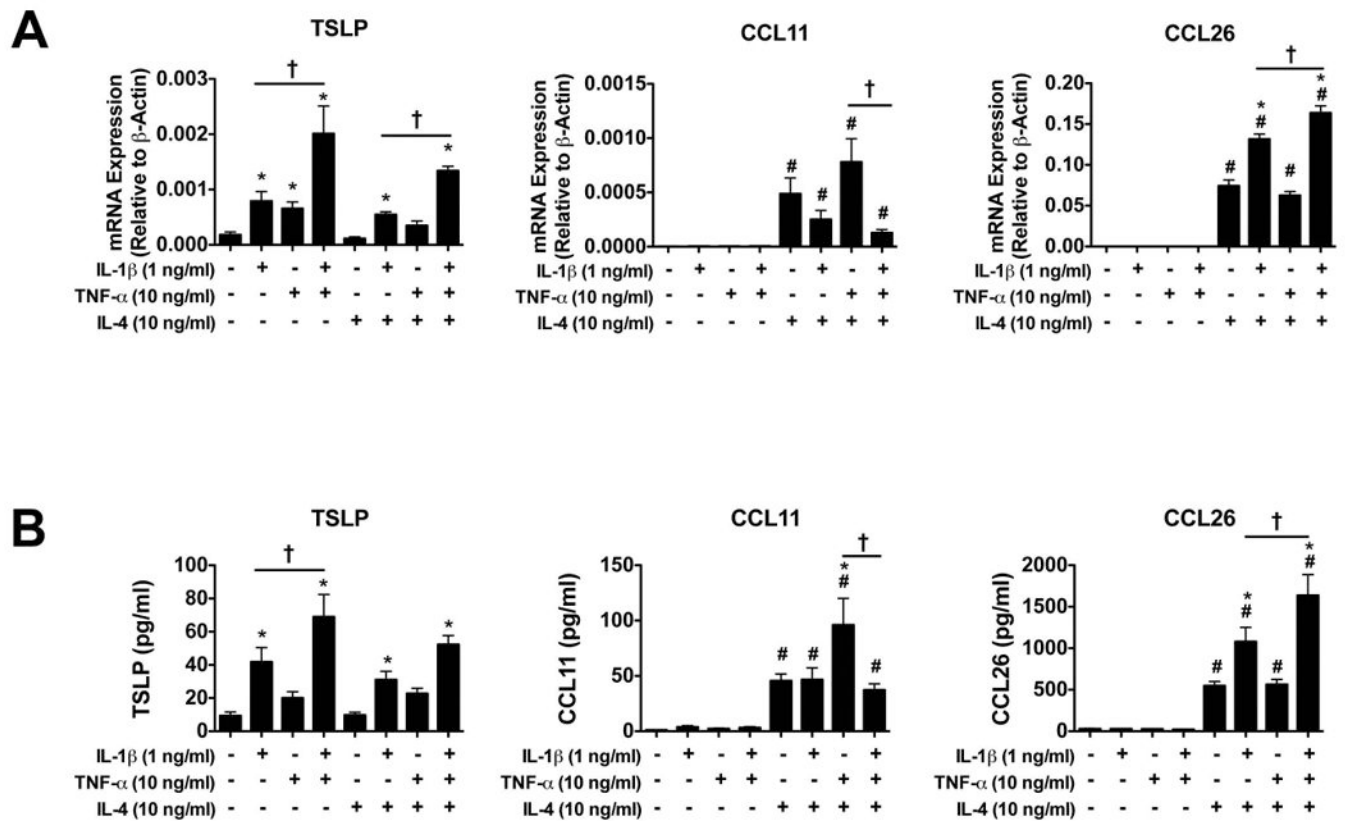 A
TSLP
CCL11
CCL26
mRNA Expression
(Relative to β-Actin)
0.003
0.002
0.001
0.000
†
†
* * * * *
mRNA Expression
(Relative to β-Actin)
0.0015
0.0010
0.0005
0.0000
†
# # # #
mRNA Expression
(Relative to β-Actin)
0.20
0.15
0.10
0.05
0.00
†
* *
# # # #
IL-1β (1 ng/ml) - + - + - + - +
TNF-α (10 ng/ml) - - + + - - + +
IL-4 (10 ng/ml) - - - - + + + +
IL-1β (1 ng/ml) - + - + - + - +
TNF-α (10 ng/ml) - - + + - - + +
IL-4 (10 ng/ml) - - - - + + + +
IL-1β (1 ng/ml) - + - + - + - +
TNF-α (10 ng/ml) - - + + - - + +
IL-4 (10 ng/ml) - - - - + + + +
B
TSLP
CCL11
CCL26
TSLP (pg/ml)
100
80
60
40
20
0
†
* * * *
CCL11 (pg/ml)
150
100
50
0
†
*
# # # #
CCL26 (pg/ml)
2000
1500
1000
500
0
†
* *
# # # #
IL-1β (1 ng/ml) - + - + - + - +
TNF-α (10 ng/ml) - - + + - - + +
IL-4 (10 ng/ml) - - - - + + + +
IL-1β (1 ng/ml) - + - + - + - +
TNF-α (10 ng/ml) - - + + - - + +
IL-4 (10 ng/ml) - - - - + + + +
IL-1β (1 ng/ml) - + - + - + - +
TNF-α (10 ng/ml) - - + + - - + +
IL-4 (10 ng/ml) - - - - + + + +